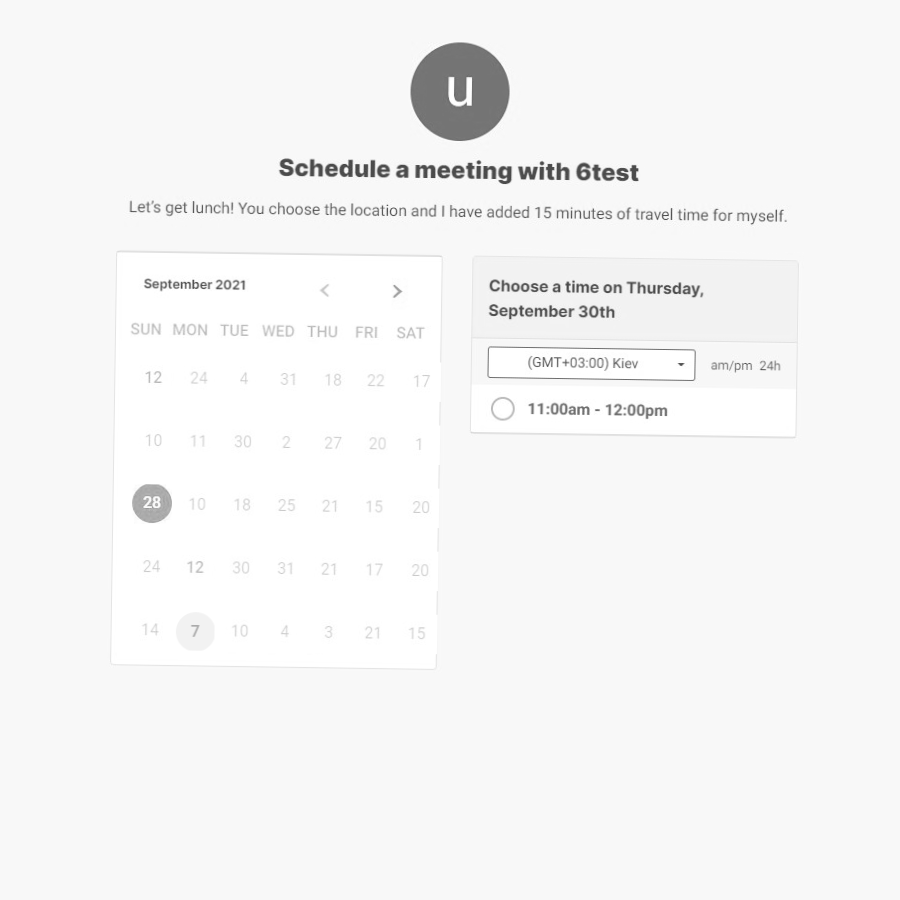 u
Schedule a meeting with 6test
Let's get lunch! You choose the location and I have added 15 minutes of travel time for myself.
September 2021 < >
SUN MON TUE WED THU FRI SAT
12 24 4 31 18 22 17
10 11 30 2 27 20 1
28 10 18 25 21 15 20
24 12 30 31 21 17 20
14 7 10 4 3 21 15
Choose a time on Thursday,
September 30th
(GMT+03:00) Kiev am/pm 24h
11:00am - 12:00pm